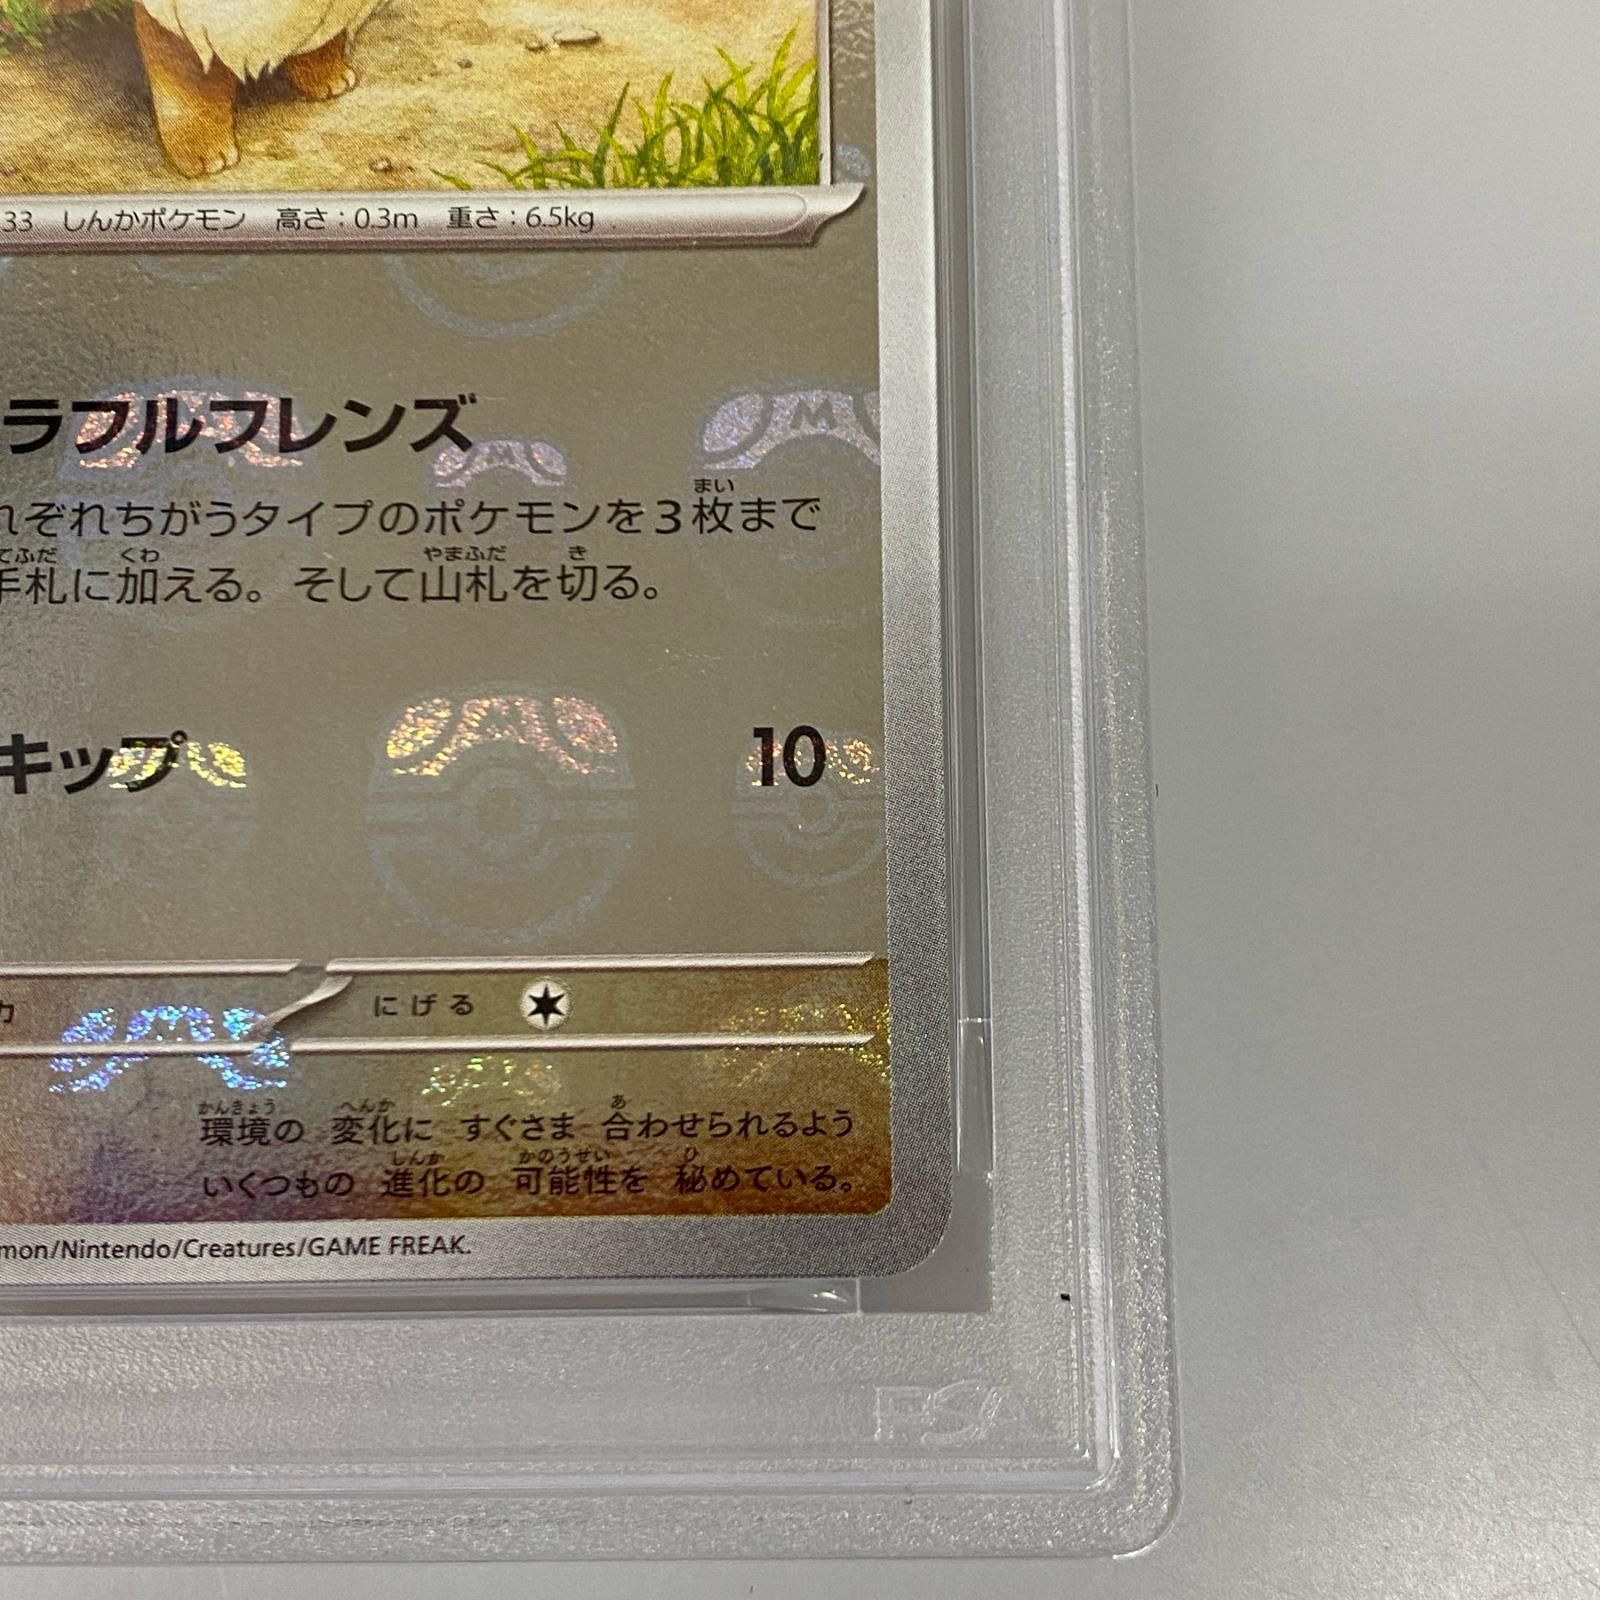 33 しんかポケモン 高さ:0.3m 重さ:6.5kg
ラフルフレンズ
れぞれちがうタイプのポケモンを3枚まで
まい
手札に加える。そして山札を切る。
てふだ くわ やまふだ き
キップ 10
力 にげる
環境の 変化に すぐさま 合わせられるよう
かんきょう へんか あ
いくつもの 進化の 可能性を 秘めている。
しんか かのうせい ひ
mon/Nintendo/Creatures/GAME FREAK.
PSA